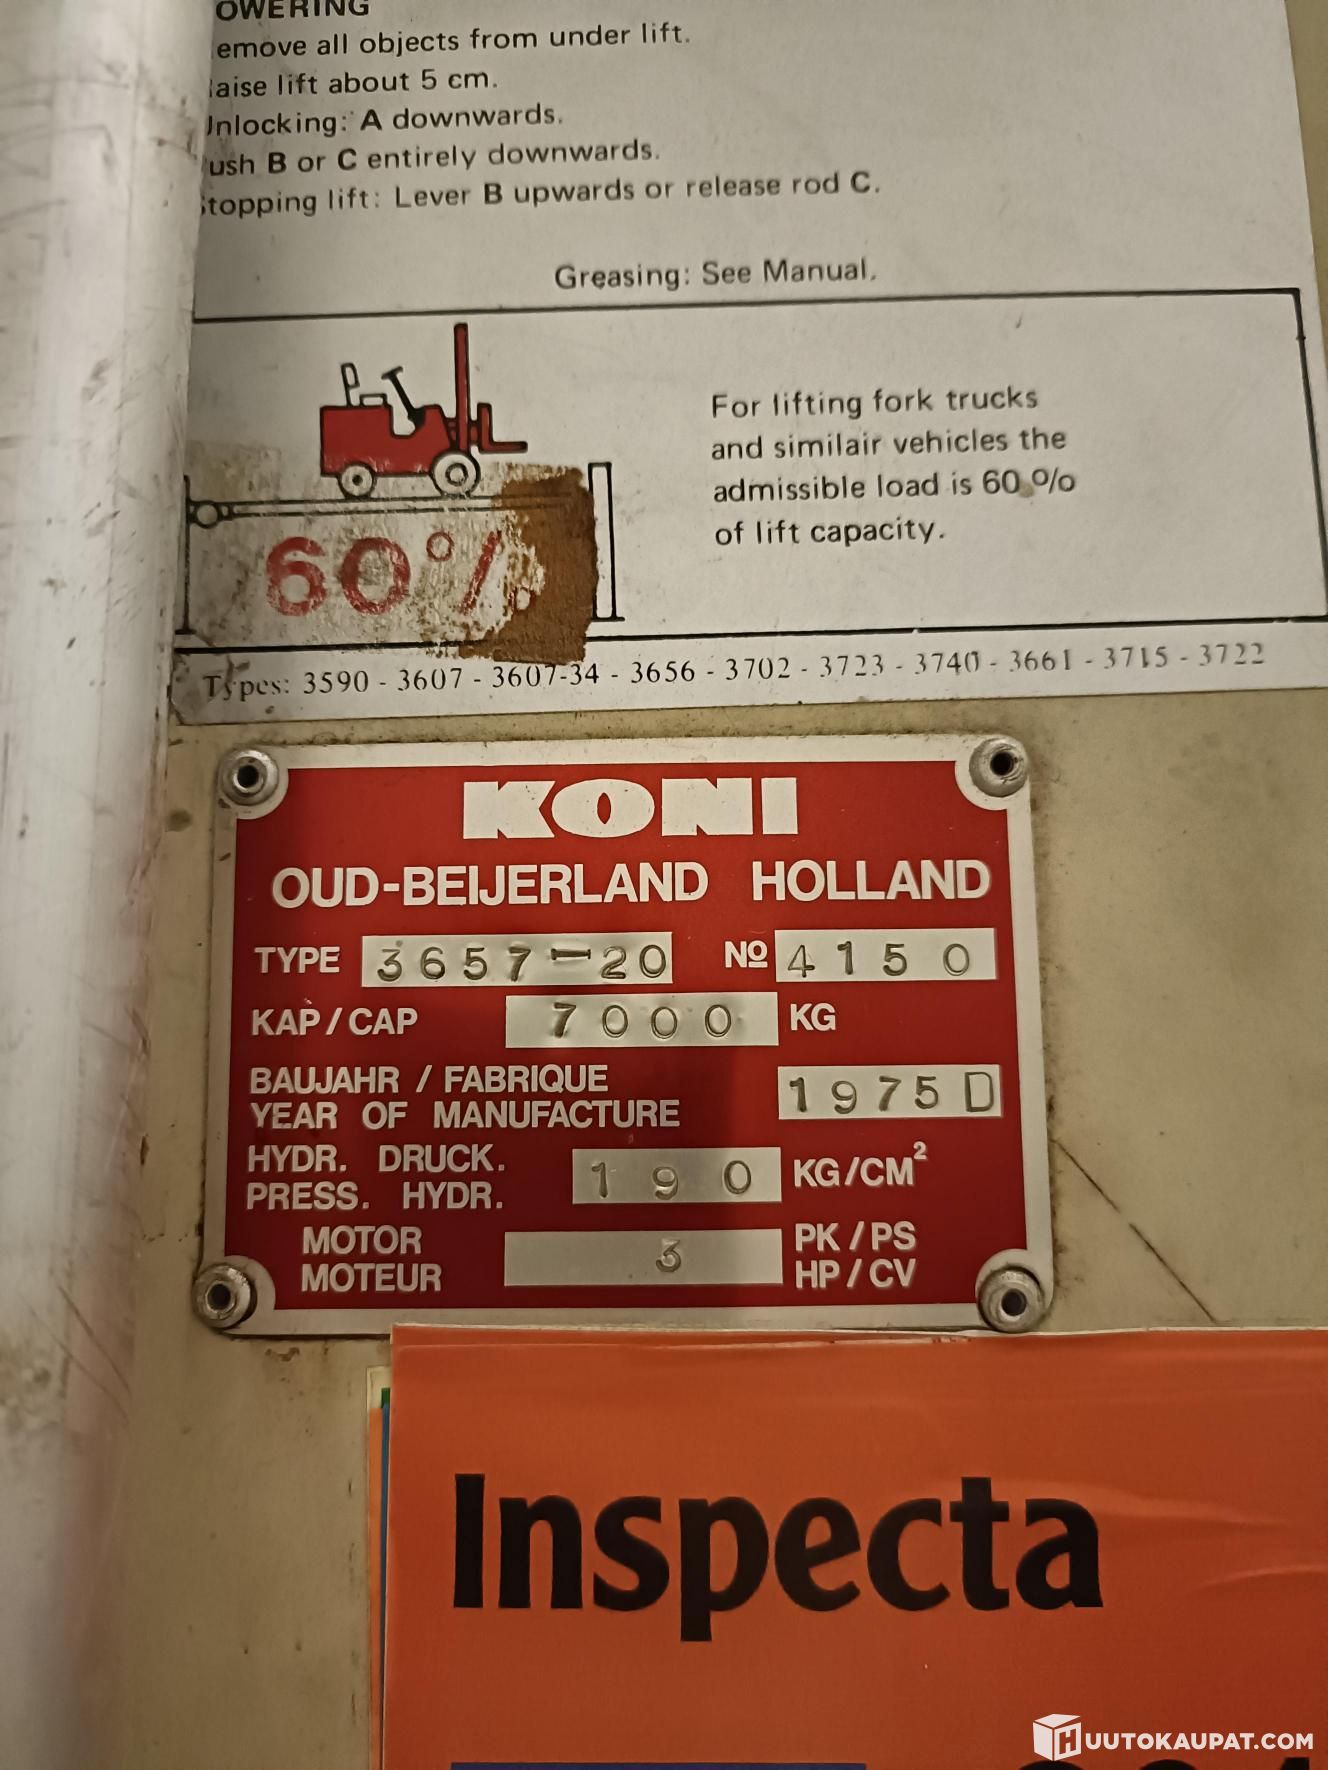 OWERING
emove all objects from under lift.
aise lift about 5 cm.
Unlocking: A downwards.
ush B or C entirely downwards.
topping lift: Lever B upwards or release rod C.
Greasing: See Manual.
For lifting fork trucks
and similair vehicles the
admissible load is 60 %
of lift capacity.
60%
Types: 3590 - 3607 - 3607-34 - 3656 - 3702 - 3723 - 3740 - 3661 - 3715 - 3722
KONI
OUD-BEIJERLAND HOLLAND
TYPE 3657-20 Nº 4150
KAP/CAP 7000 KG
BAUJAHR / FABRIQUE
YEAR OF MANUFACTURE 1975D
HYDR. DRUCK.
PRESS. HYDR. 190 KG/CM²
MOTOR
MOTEUR 3 PK/PS
HP/CV
Inspecta
HUUTOKAUPAT.COM